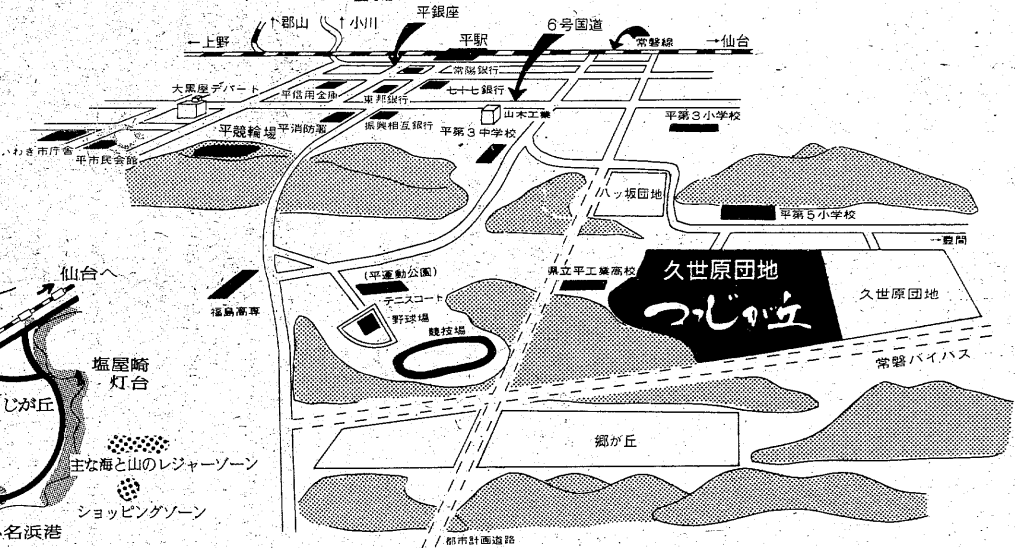 ↑郡山
↑小川
平銀座
6号国道
←上野
平駅
常磐線
→仙台
常陽銀行
大黒座デパート
平信用金庫
東邦銀行
七十七銀行
山木工業
平第3小学校
平競輪場
平消防署
振興相互銀行
平第3中学校
いわき市庁舎
平市民会館
八ッ坂団地
平第5小学校
→豊間
仙台へ
福島高専
(平運動公園)
テニスコート
野球場
競技場
県立平工業高校
久世原団地
つつじが丘
久世原団地
常磐バイパス
塩屋崎
灯台
じが丘
郷が丘
主な海と山のレジャーゾーン
ショッピングゾーン
名浜港
都市計画道路